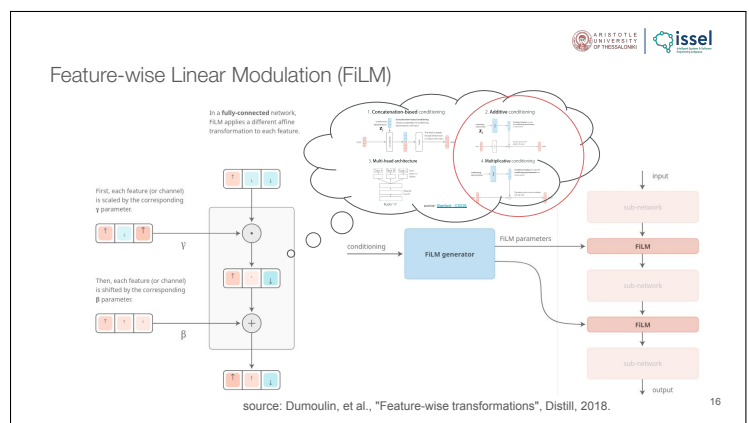 ARISTOTLE
UNIVERSITY
OF THESSALONIKI
issel
Feature-wise Linear Modulation (FiLM)
In a fully-connected network,
FiLM applies a different affine
transformation to each feature.
1. Concatenation-based conditioning
2. Additive conditioning
3. Multi-head architecture
4. Multiplicative conditioning
First, each feature (or channel)
is scaled by the corresponding
γ parameter.
γ
Then, each feature (or channel)
is shifted by the corresponding
β parameter.
β
conditioning
FiLM generator
FiLM parameters
input
sub-network
FiLM
sub-network
FiLM
sub-network
output
source: Dumoulin, et al., "Feature-wise transformations", Distill, 2018.
16